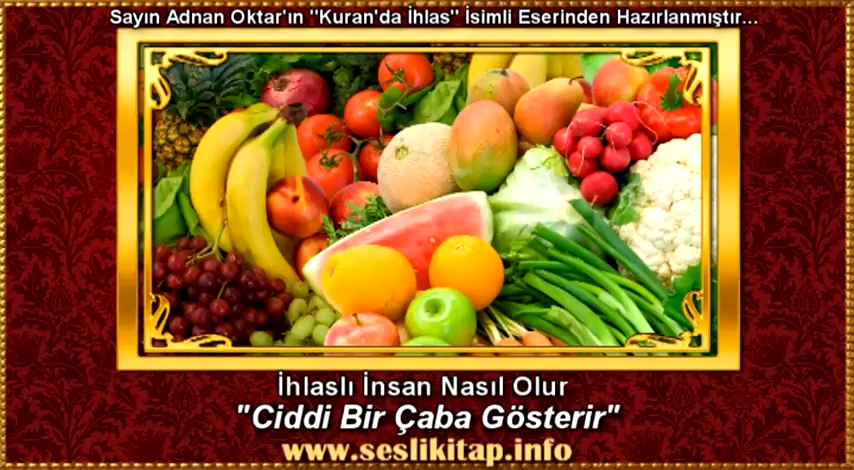 Sayın Adnan Oktar'ın "Kuran'da İhlas" İsimli Eserinden Hazırlanmıştır...
İhlaslı İnsan Nasıl Olur
"Ciddi Bir Çaba Gösterir"
www.seslikitap.info